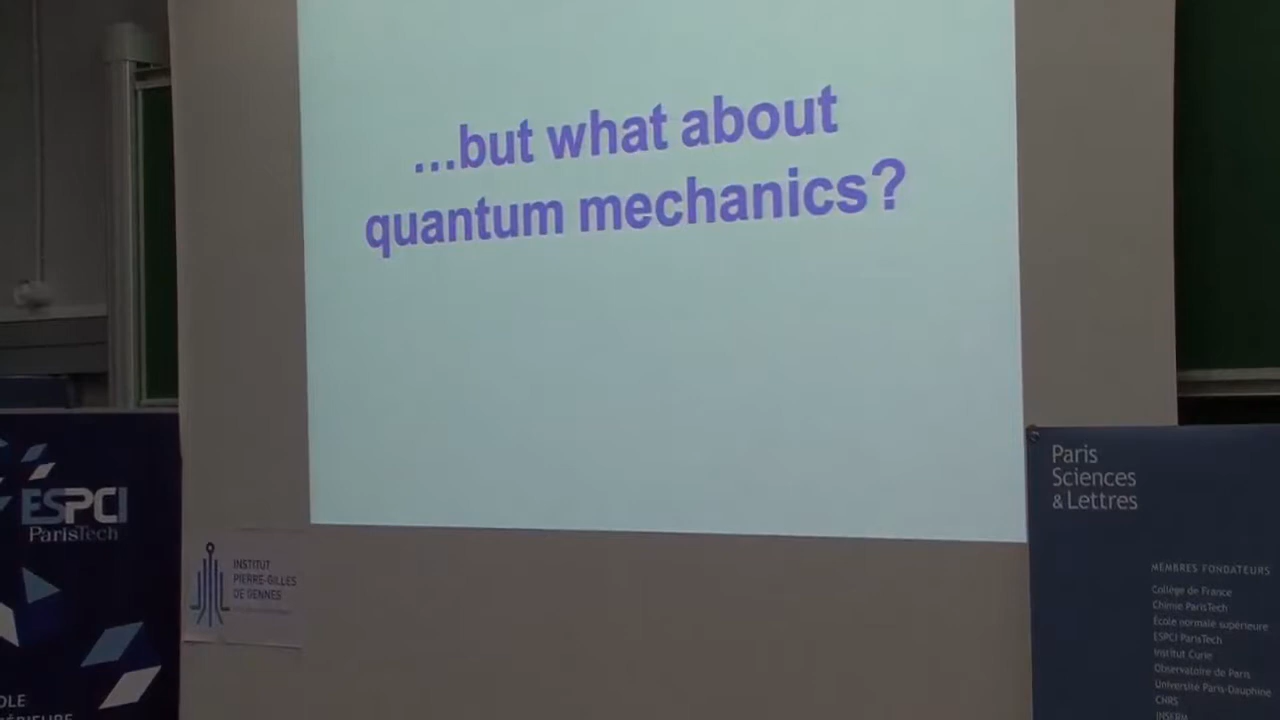 ...but what about
quantum mechanics?
ESPCI
ParisTech
INSTITUT
PIERRE-GILLES
DE GENNES
Paris
Sciences
& Lettres
MEMBRES FONDATEURS
Collège de France
Chimie ParisTech
École normale supérieure
ESPCI ParisTech
Institut Curie
Observatoire de Paris
Université Paris-Dauphine
CNRS
INSERM